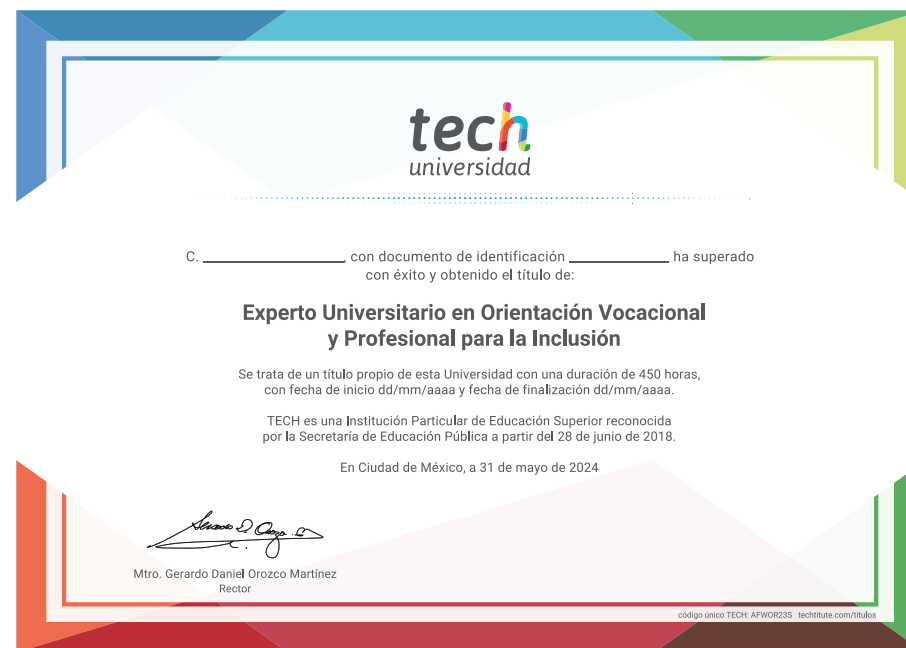 tech
universidad
C. ____________________, con documento de identificación ______________ ha superado
con éxito y obtenido el título de:
Experto Universitario en Orientación Vocacional
y Profesional para la Inclusión
Se trata de un título propio de esta Universidad con una duración de 450 horas,
con fecha de inicio dd/mm/aaaa y fecha de finalización dd/mm/aaaa.
TECH es una Institución Particular de Educación Superior reconocida
por la Secretaría de Educación Pública a partir del 28 de junio de 2018.
En Ciudad de México, a 31 de mayo de 2024
Mtro. Gerardo Daniel Orozco Martínez
Rector
código único TECH: AFWOR23S techtitute.com/titulos